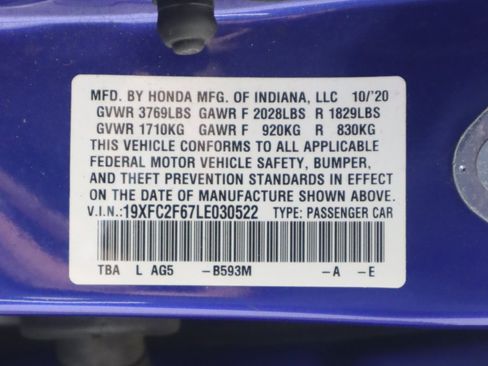 MFD. BY HONDA MFG. OF INDIANA, LLC 10/'20
GVWR 3769LBS GAWR F 2028LBS R 1829LBS
GVWR 1710KG GAWR F 920KG R 830KG
THIS VEHICLE CONFORMS TO ALL APPLICABLE
FEDERAL MOTOR VEHICLE SAFETY, BUMPER,
AND THEFT PREVENTION STANDARDS IN EFFECT
ON THE DATE OF MANUFACTURE SHOWN ABOVE.
V.I.N.:19XFC2F67LE030522 TYPE: PASSENGER CAR
TBA L AG5 –B593M –A –E